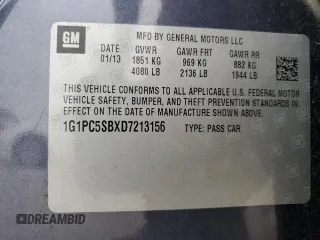 GM
MFD BY GENERAL MOTORS LLC
DATE GVWR GAWR FRT GAWR RR
01/13 1851 KG 969 KG 882 KG
4080 LB 2136 LB 1944 LB
THIS VEHICLE CONFORMS TO ALL APPLICABLE U.S. FEDERAL MOTOR
VEHICLE SAFETY, BUMPER, AND THEFT PREVENTION STANDARDS IN
EFFECT ON THE DATE OF MANUFACTURE SHOWN ABOVE.
1G1PC5SBXD7213156 TYPE: PASS CAR
DREAMBID